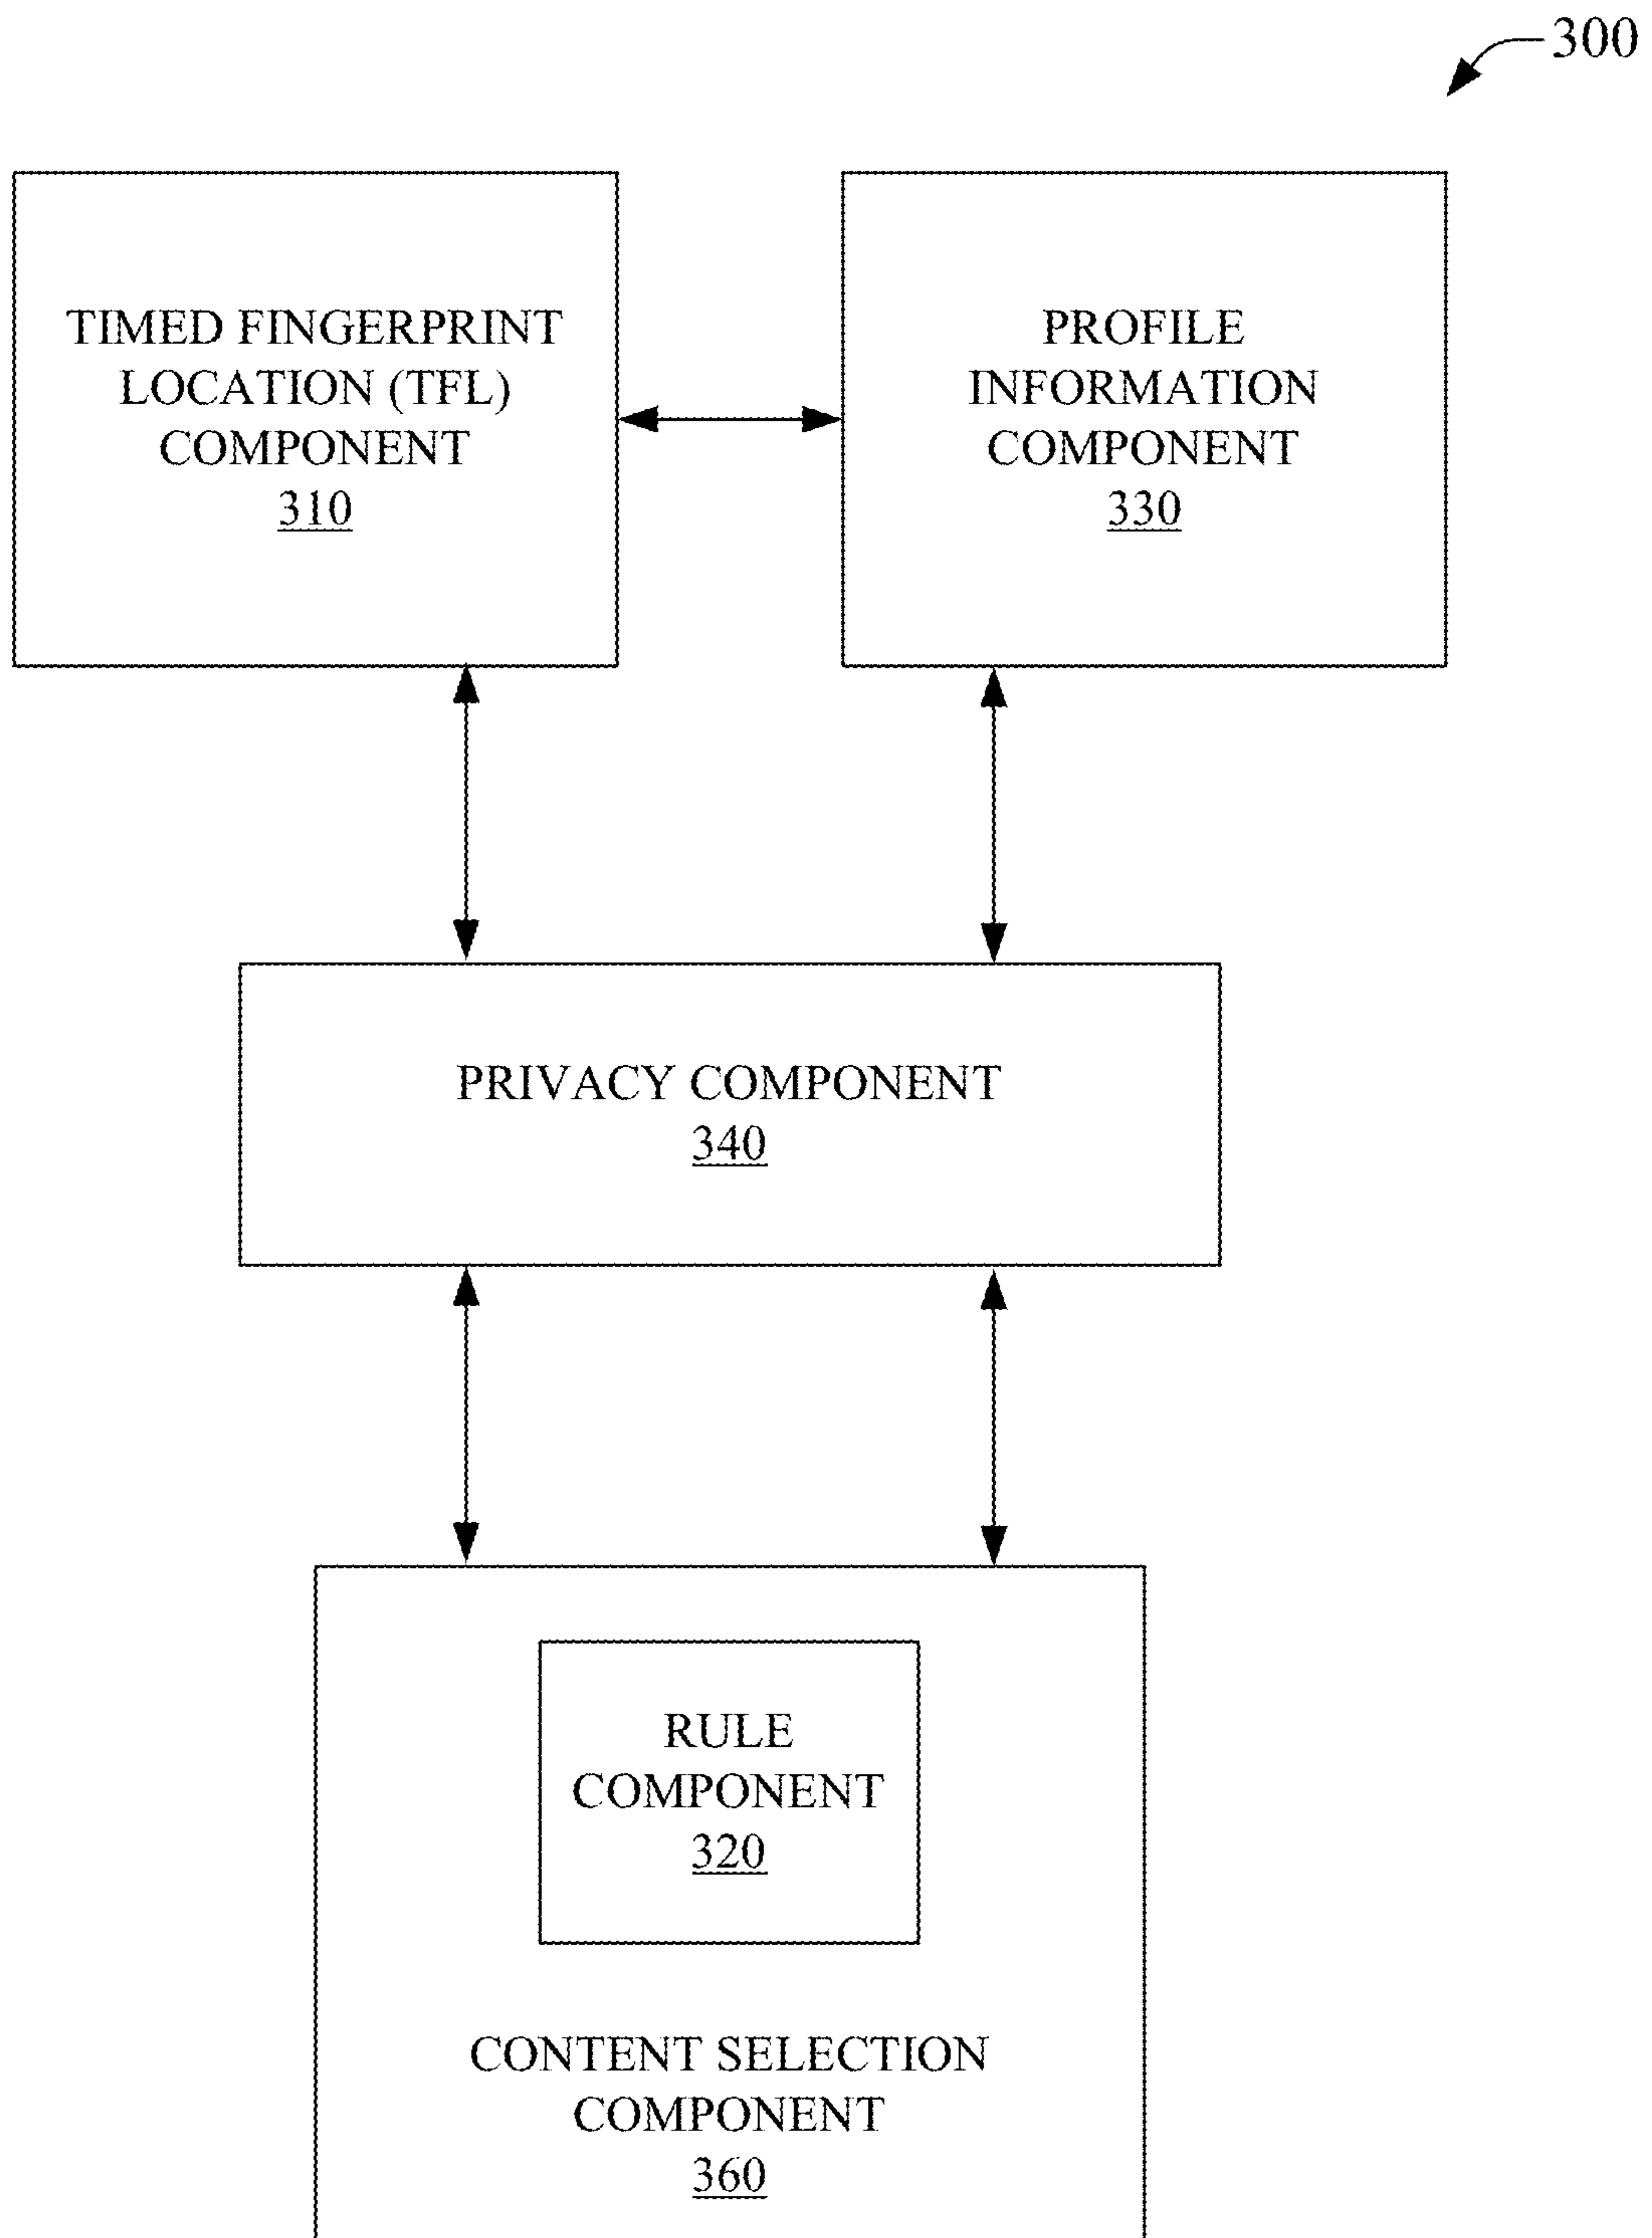 300
TIMED FINGERPRINT
LOCATION (TFL)
COMPONENT
310
PROFILE
INFORMATION
COMPONENT
330
PRIVACY COMPONENT
340
RULE
COMPONENT
320
CONTENT SELECTION
COMPONENT
360